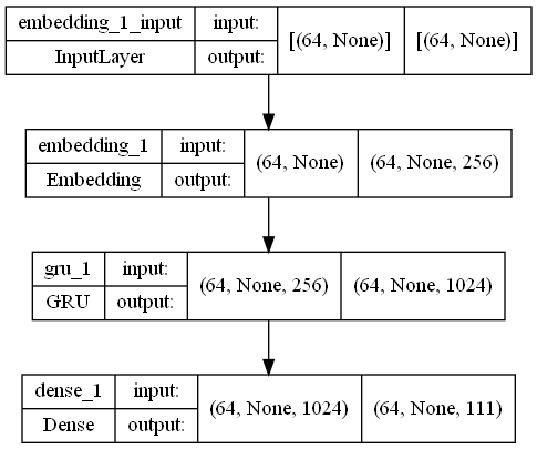 embedding_1_input input: [(64, None)] [(64, None)]
InputLayer output:
embedding_1 input: (64, None) (64, None, 256)
Embedding output:
gru_1 input: (64, None, 256) (64, None, 1024)
GRU output:
dense_1 input: (64, None, 1024) (64, None, 111)
Dense output: